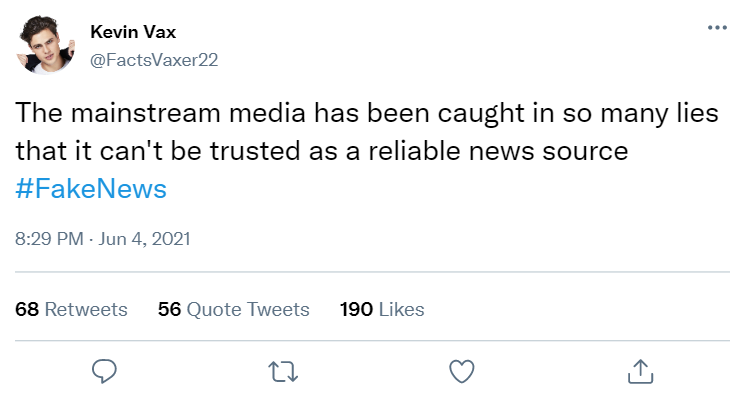 Kevin Vax
@FactsVaxer22
The mainstream media has been caught in so many lies
that it can't be trusted as a reliable news source
#FakeNews
8:29 PM · Jun 4, 2021
68 Retweets 56 Quote Tweets 190 Likes